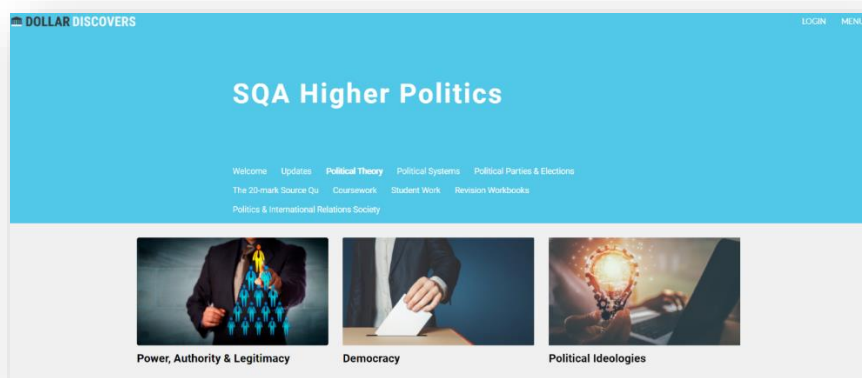 DOLLAR DISCOVERS LOGIN MENU
SQA Higher Politics
Welcome Updates Political Theory Political Systems Political Parties & Elections
The 20-mark Source Qu Coursework Student Work Revision Workbooks
Politics & International Relations Society
Power, Authority & Legitimacy Democracy Political Ideologies